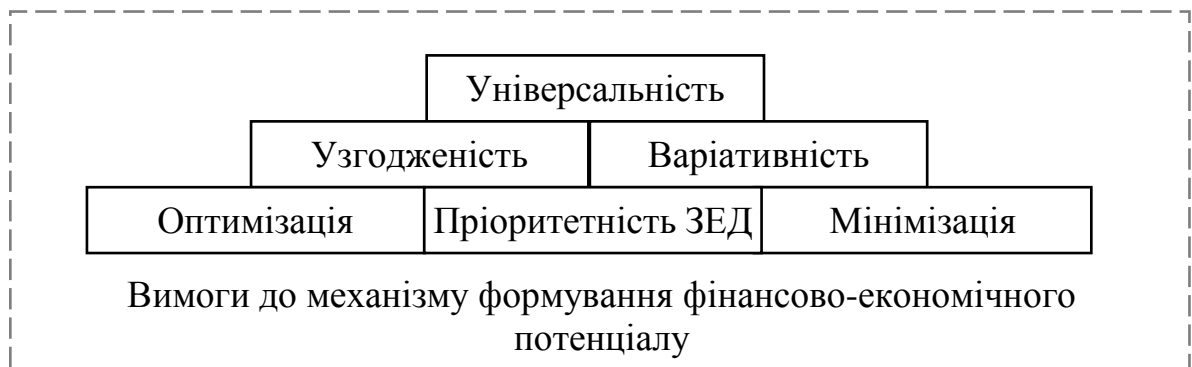 Універсальність
Узгодженість Варіативність
Оптимізація Пріоритетність ЗЕД Мінімізація
Вимоги до механізму формування фінансово-економічного
потенціалу